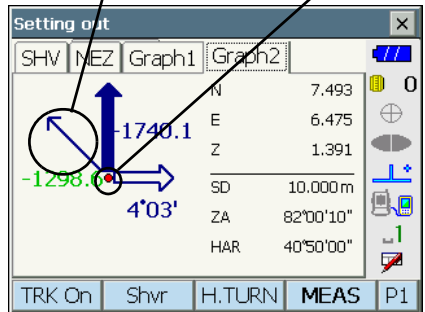 Setting out
SHV NEZ Graph1 Graph2
N 7.493
0
E 6.475
-1740.1
Z 1.391
-1298.6
SD 10.000 m
4°03'
ZA 82°00'10"
HAR 40°50'00"
1
TRK On Shvr H.TURN MEAS P1